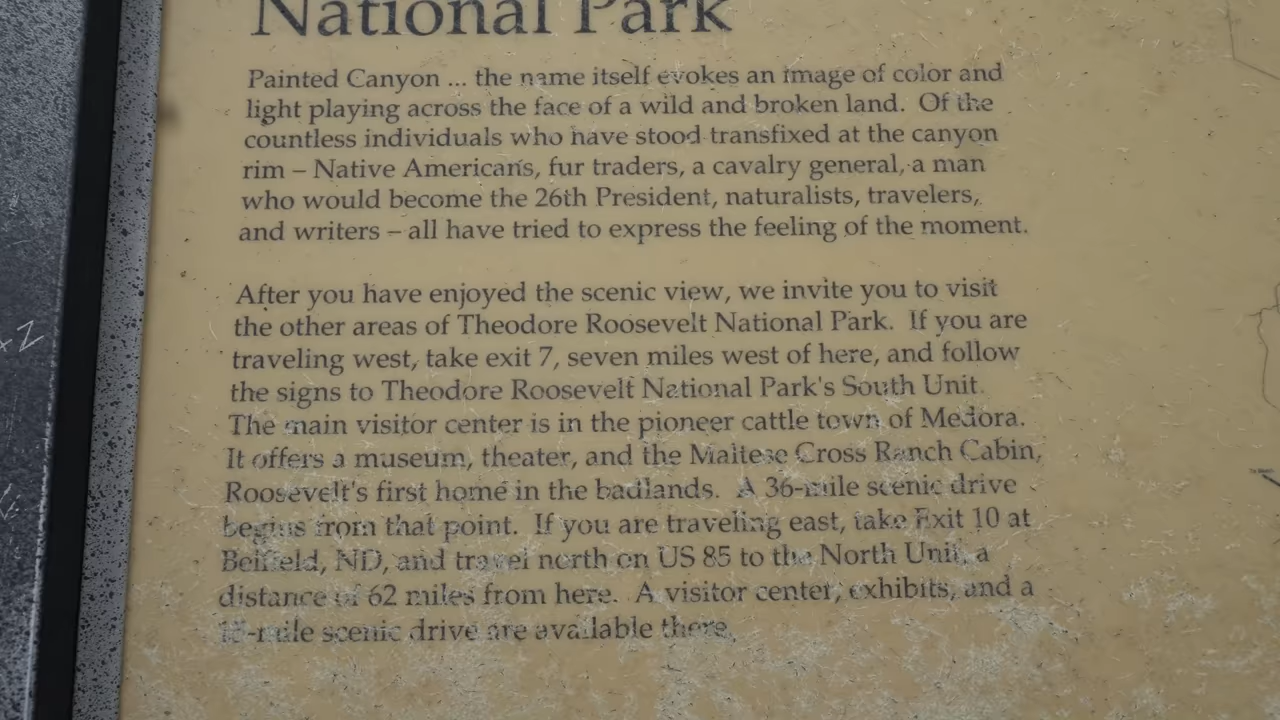 National Park
Painted Canyon ... the name itself evokes an image of color and
light playing across the face of a wild and broken land. Of the
countless individuals who have stood transfixed at the canyon
rim – Native Americans, fur traders, a cavalry general, a man
who would become the 26th President, naturalists, travelers,
and writers – all have tried to express the feeling of the moment.
After you have enjoyed the scenic view, we invite you to visit
the other areas of Theodore Roosevelt National Park. If you are
traveling west, take exit 7, seven miles west of here, and follow
the signs to Theodore Roosevelt National Park's South Unit.
The main visitor center is in the pioneer cattle town of Medora.
It offers a museum, theater, and the Maltese Cross Ranch Cabin,
Roosevelt's first home in the badlands. A 36-mile scenic drive
begins from that point. If you are traveling east, take Exit 10 at
Belfield, ND, and travel north on US 85 to the North Unit, a
distance of 62 miles from here. A visitor center, exhibits, and a
scenic drive are available there.